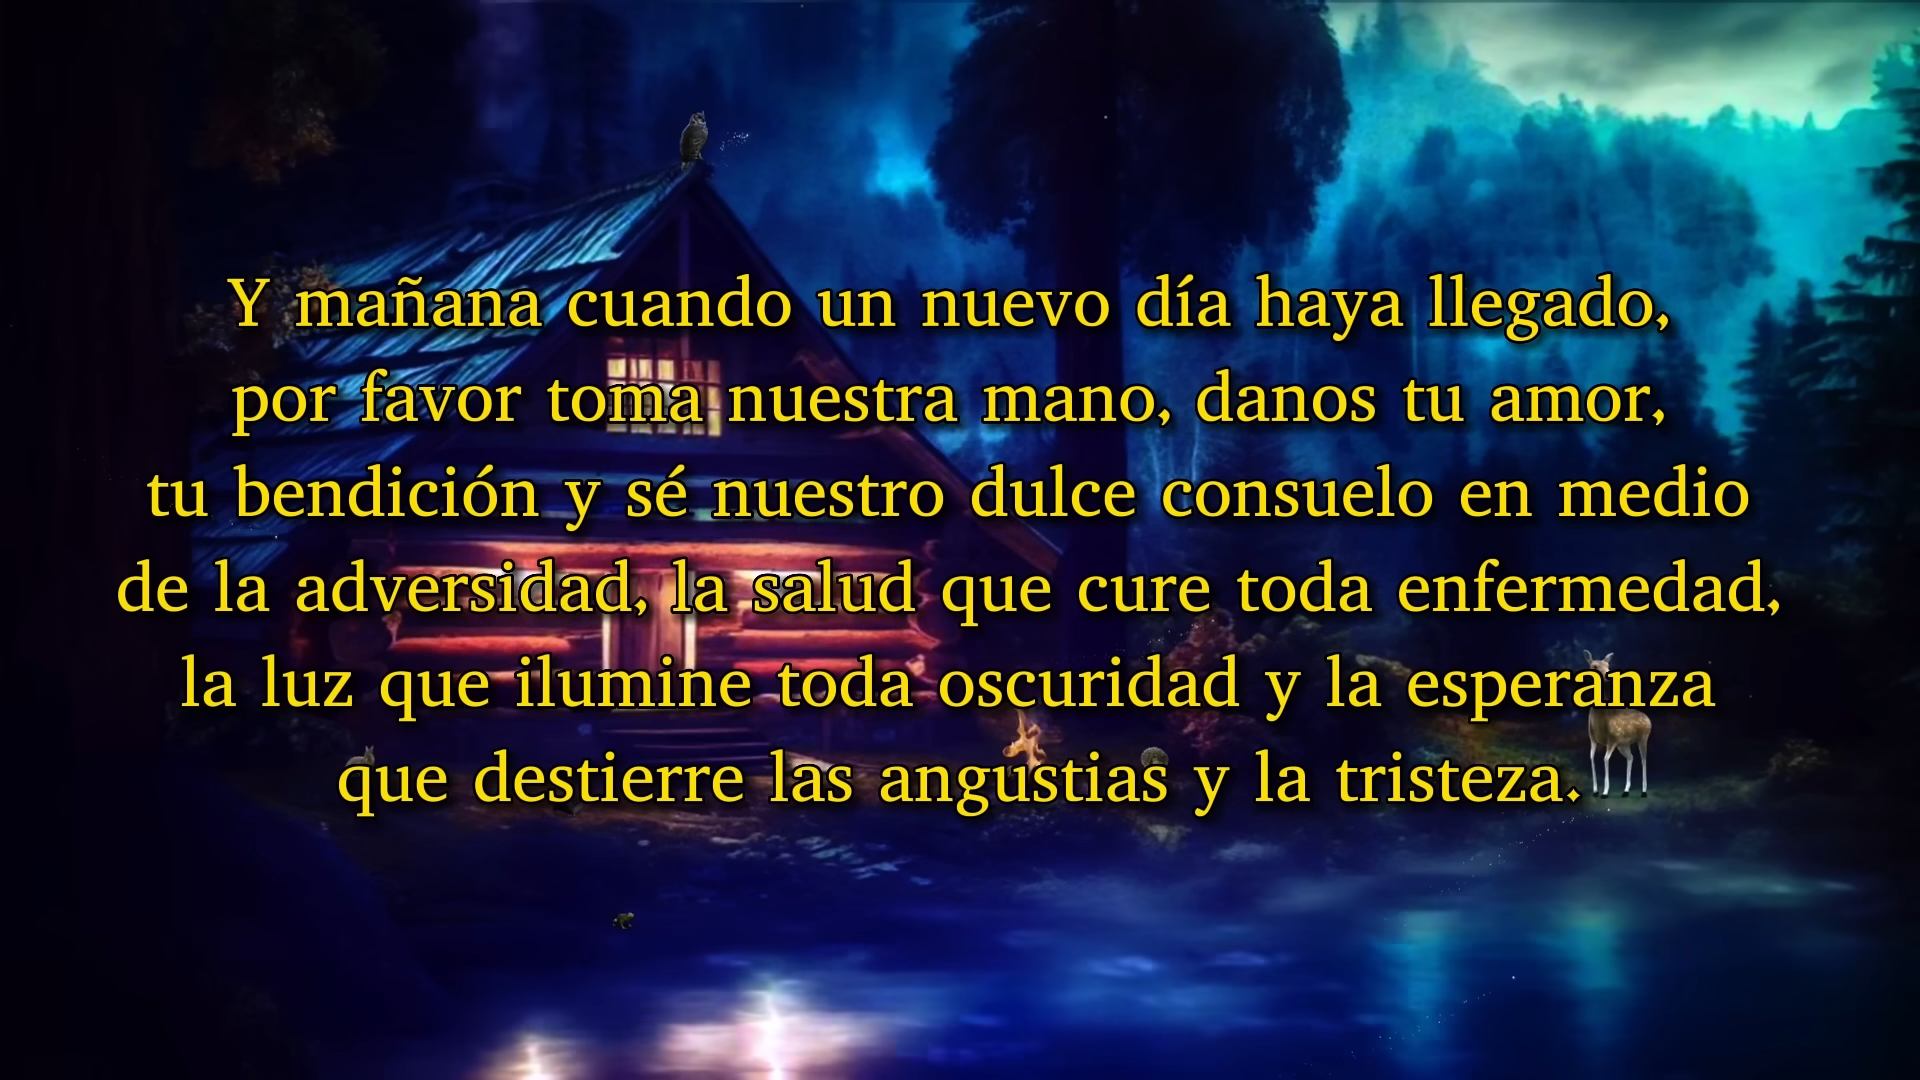 Y mañana cuando un nuevo día haya llegado,
por favor toma nuestra mano, danos tu amor,
tu bendición y sé nuestro dulce consuelo en medio
de la adversidad, la salud que cure toda enfermedad,
la luz que ilumine toda oscuridad y la esperanza
que destierre las angustias y la tristeza.